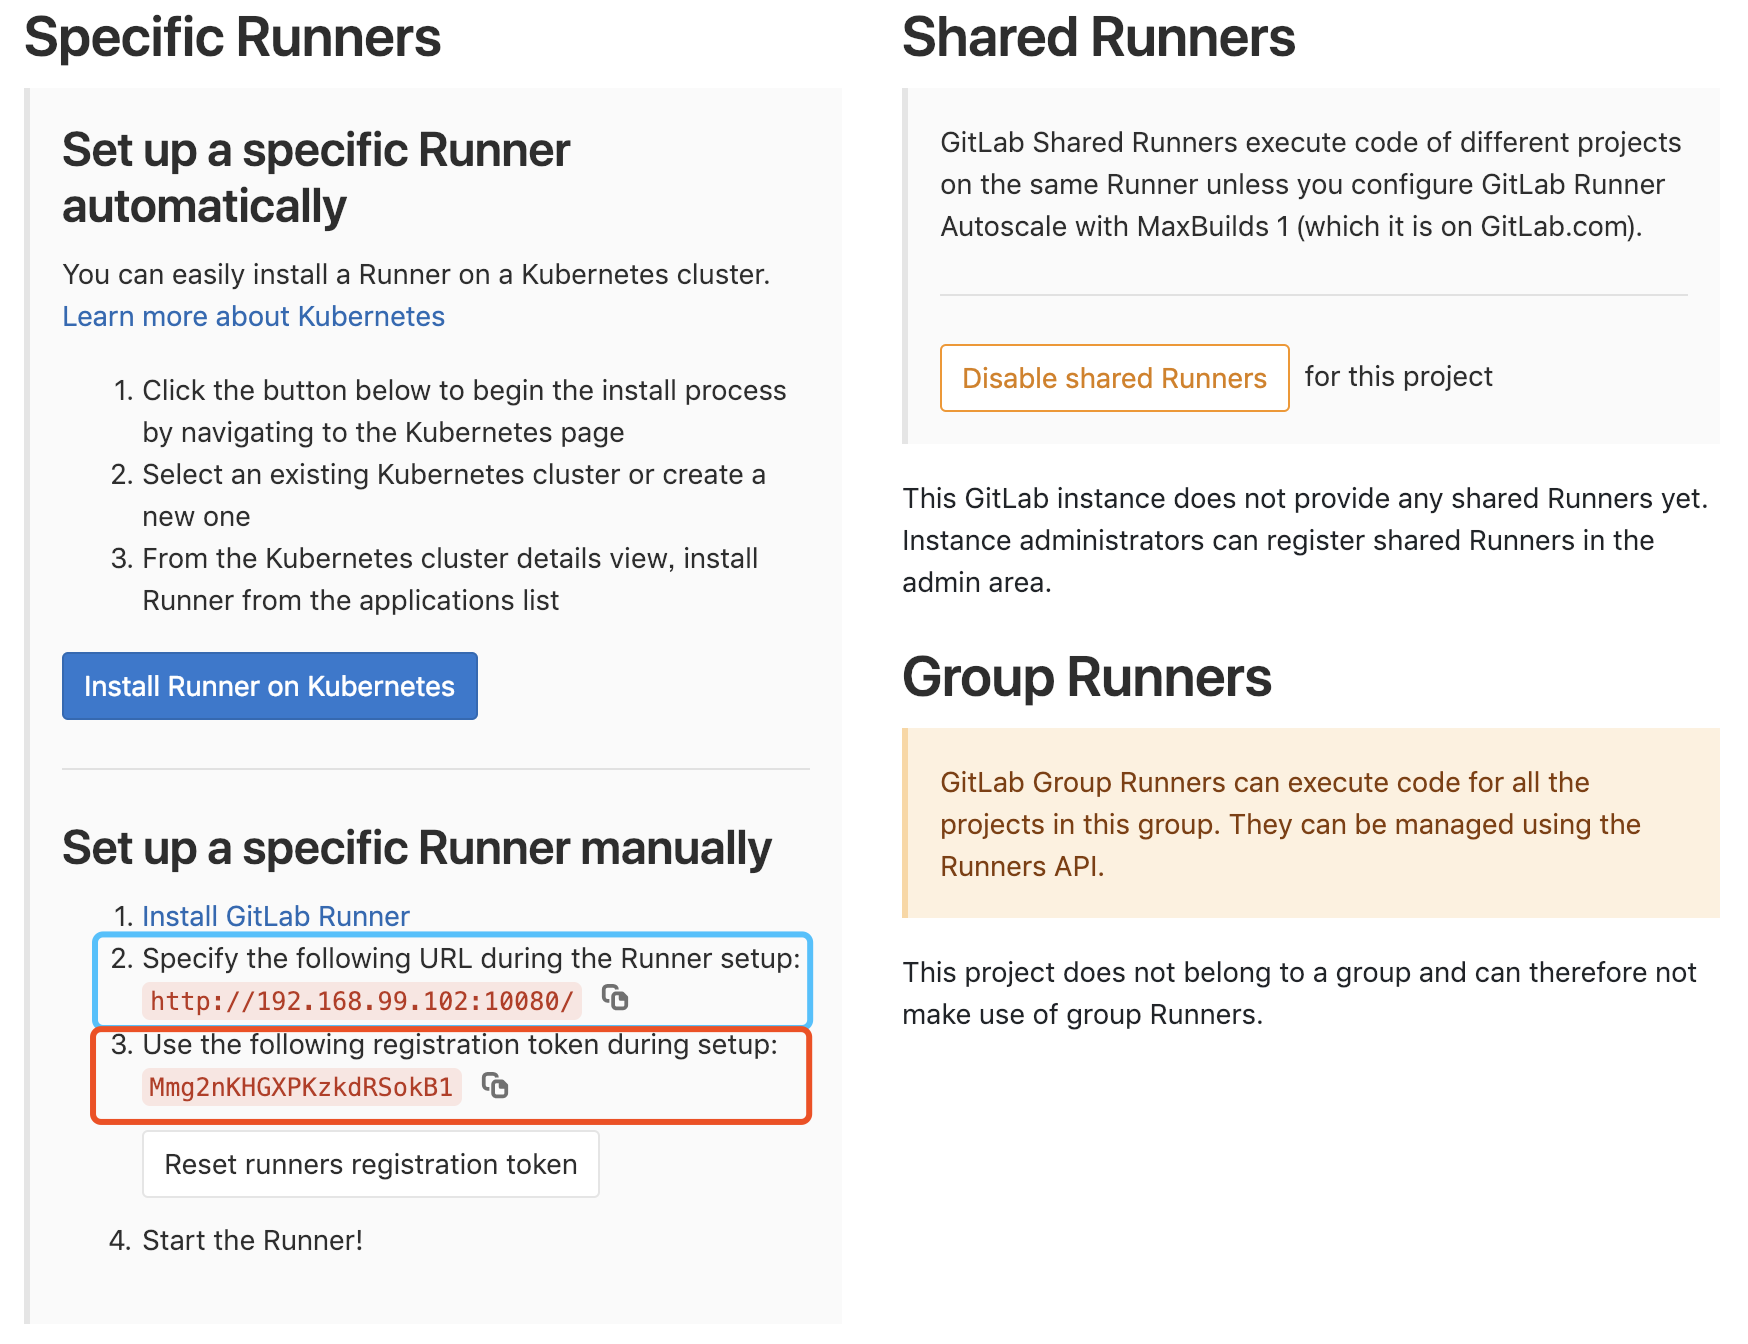 Specific Runners
Set up a specific Runner
automatically
You can easily install a Runner on a Kubernetes cluster.
Learn more about Kubernetes
1. Click the button below to begin the install process
by navigating to the Kubernetes page
2. Select an existing Kubernetes cluster or create a
new one
3. From the Kubernetes cluster details view, install
Runner from the applications list
Install Runner on Kubernetes
Set up a specific Runner manually
1. Install GitLab Runner
2. Specify the following URL during the Runner setup:
http://192.168.99.102:10080/
3. Use the following registration token during setup:
Mmg2nKHGXPKzkdRSokB1
Reset runners registration token
4. Start the Runner!
Shared Runners
GitLab Shared Runners execute code of different projects
on the same Runner unless you configure GitLab Runner
Autoscale with MaxBuilds 1 (which it is on GitLab.com).
Disable shared Runners for this project
This GitLab instance does not provide any shared Runners yet.
Instance administrators can register shared Runners in the
admin area.
Group Runners
GitLab Group Runners can execute code for all the
projects in this group. They can be managed using the
Runners API.
This project does not belong to a group and can therefore not
make use of group Runners.